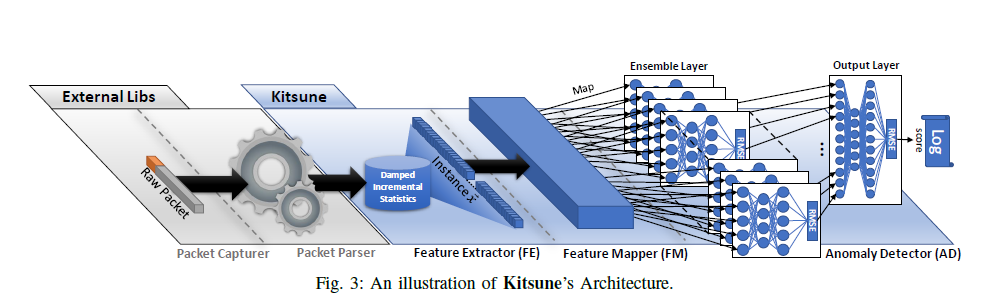 Ensemble Layer
Output Layer
External Libs
Kitsune
Map
Raw Packet
Damped
Incremental
Statistics
Instance x⃗
RMSE
RMSE
RMSE
...
score
Log
Packet Capturer
Packet Parser
Feature Extractor (FE)
Feature Mapper (FM)
Anomaly Detector (AD)
Fig. 3: An illustration of Kitsune's Architecture.